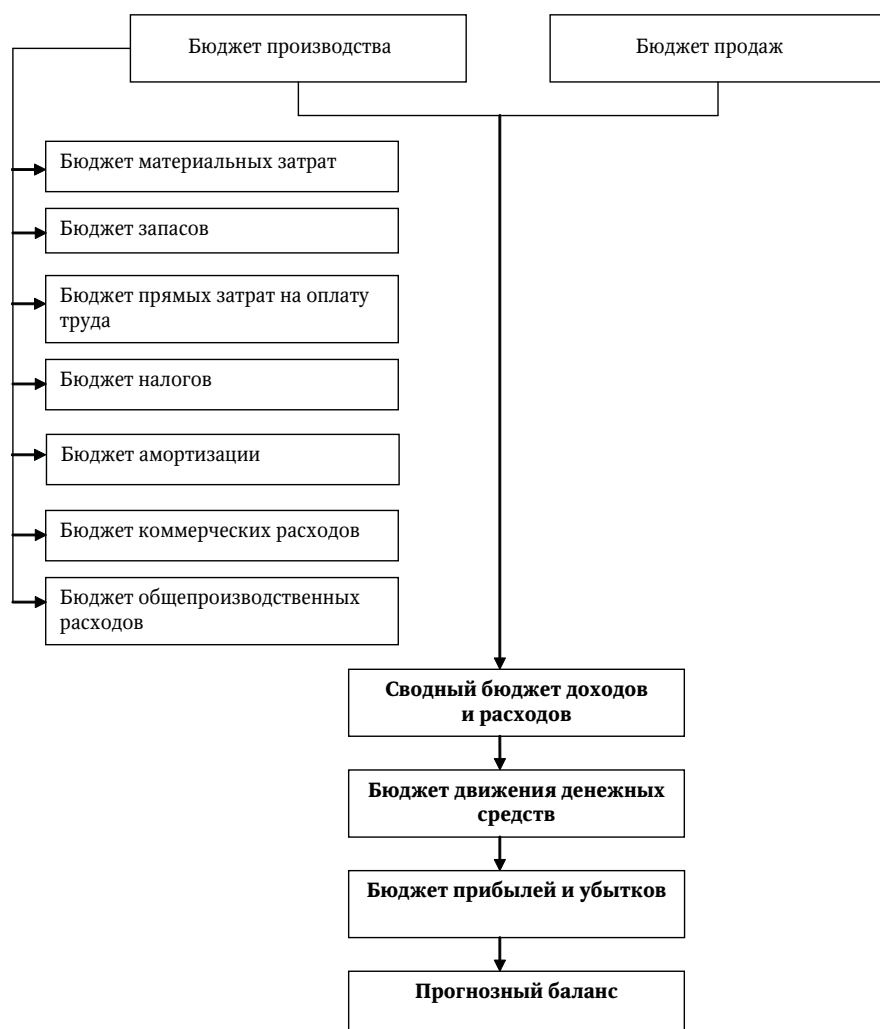 Бюджет производства
Бюджет продаж
Бюджет материальных затрат
Бюджет запасов
Бюджет прямых затрат на оплату
труда
Бюджет налогов
Бюджет амортизации
Бюджет коммерческих расходов
Бюджет общепроизводственных
расходов
Сводный бюджет доходов
и расходов
Бюджет движения денежных
средств
Бюджет прибылей и убытков
Прогнозный баланс